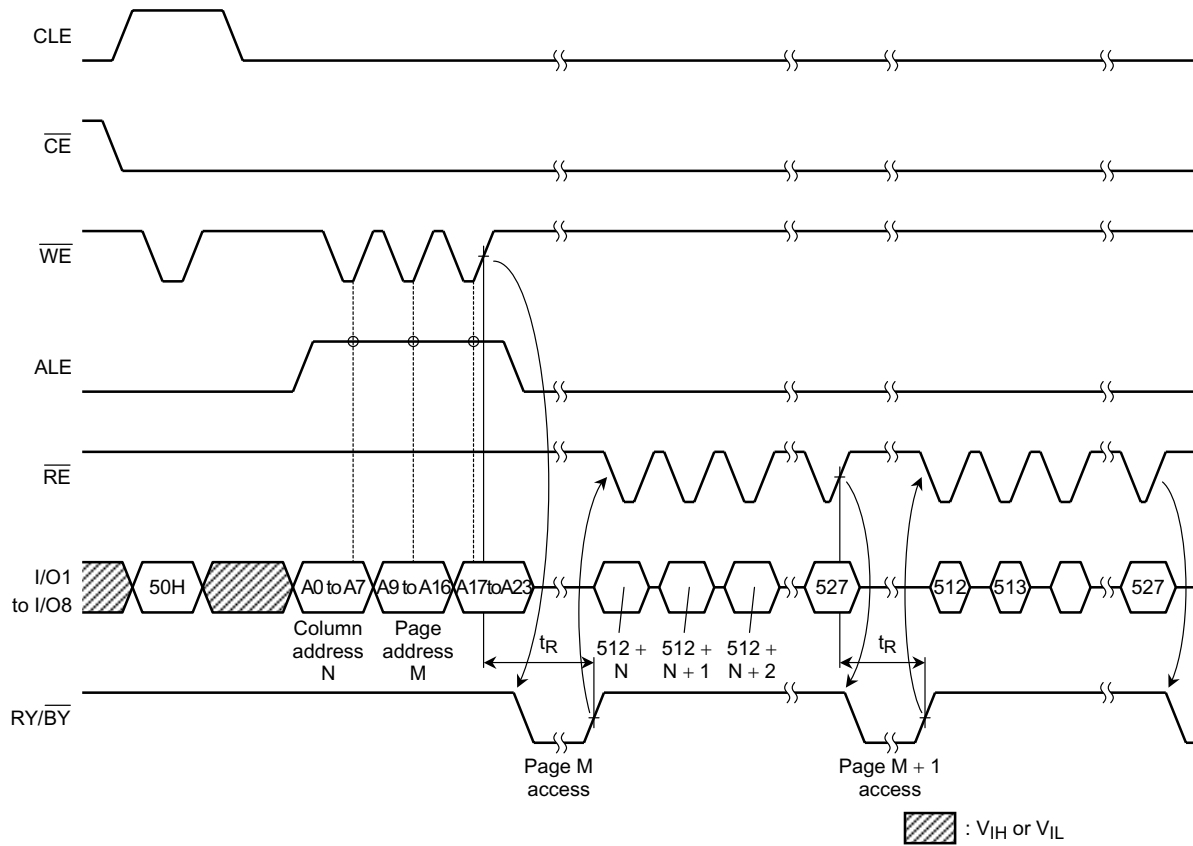 CLE
CE
WE
ALE
RE
I/O1
to I/O8
50H
A0 to A7
A9 to A16
A17 to A23
527
512
513
527
Column
address
N
Page
address
M
tR
512 +
N
512 +
N + 1
512 +
N + 2
tR
RY/BY
Page M
access
Page M + 1
access
: VIH or VIL